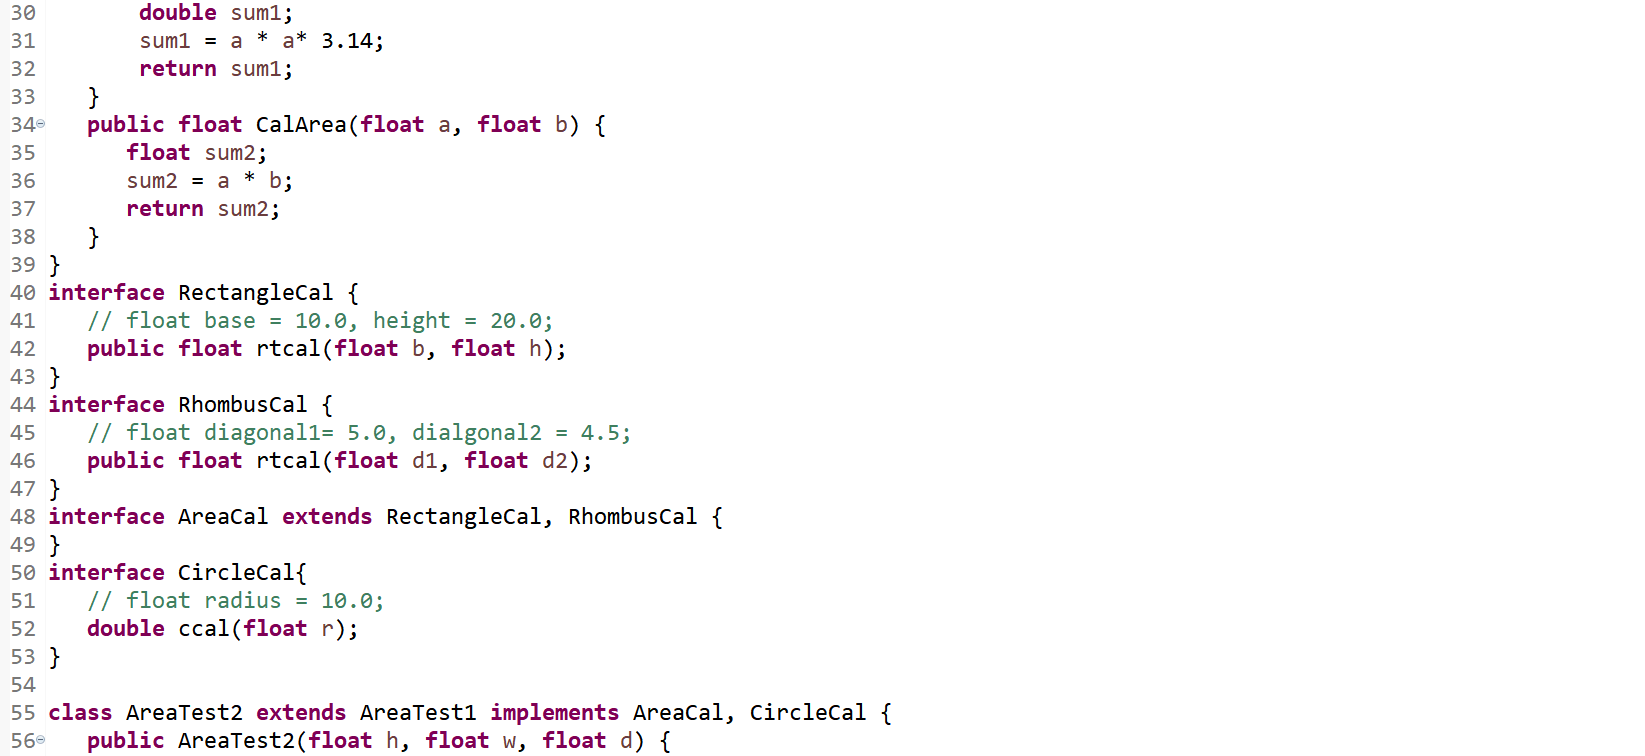 30 double sum1;
31 sum1 = a * a* 3.14;
32 return sum1;
33 }
34 public float CalArea(float a, float b) {
35 float sum2;
36 sum2 = a * b;
37 return sum2;
38 }
39 }
40 interface RectangleCal {
41 // float base = 10.0, height = 20.0;
42 public float rtcal(float b, float h);
43 }
44 interface RhombusCal {
45 // float diagonal1= 5.0, dialgonal2 = 4.5;
46 public float rtcal(float d1, float d2);
47 }
48 interface AreaCal extends RectangleCal, RhombusCal {
49 }
50 interface CircleCal{
51 // float radius = 10.0;
52 double ccal(float r);
53 }
54
55 class AreaTest2 extends AreaTest1 implements AreaCal, CircleCal {
56 public AreaTest2(float h, float w, float d) {